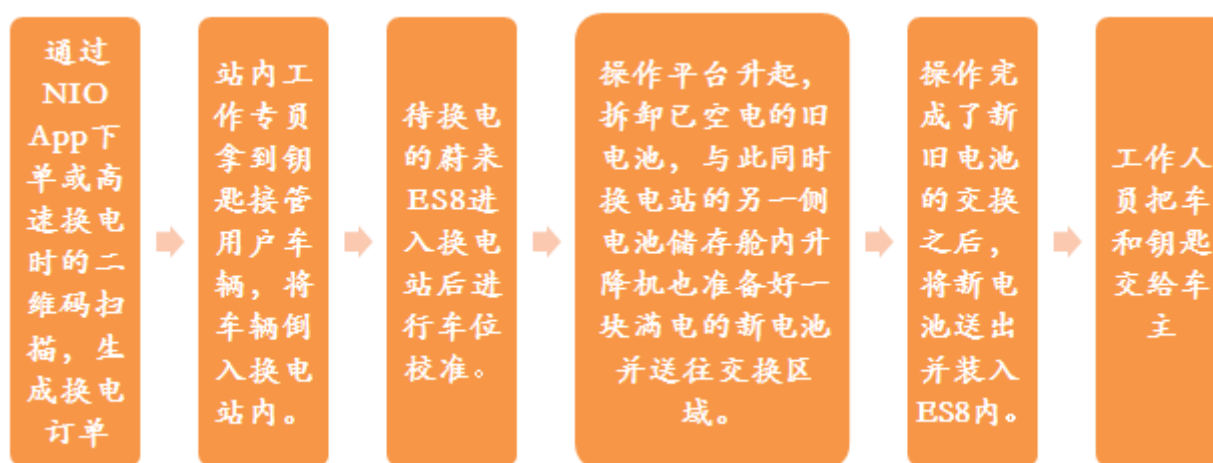 通过
NIO
App下
单或高
速换电
时的二
维码扫
描，生
成换电
订单
站内工
作专员
拿到钥
匙接管
用户车
辆，将
车辆倒
入换电
站内。
待换电
的蔚来
ES8进
入换电
站后进
行车位
校准。
操作平台升起，
拆卸已空电的旧
电池，与此同时
换电站的另一侧
电池储存舱内升
降机也准备好一
块满电的新电池
并送往交换区
域。
操作完
成了新
旧电池
的交换
之后，
将新电
池送出
并装入
ES8内。
工作人
员把车
和钥匙
交给车
主